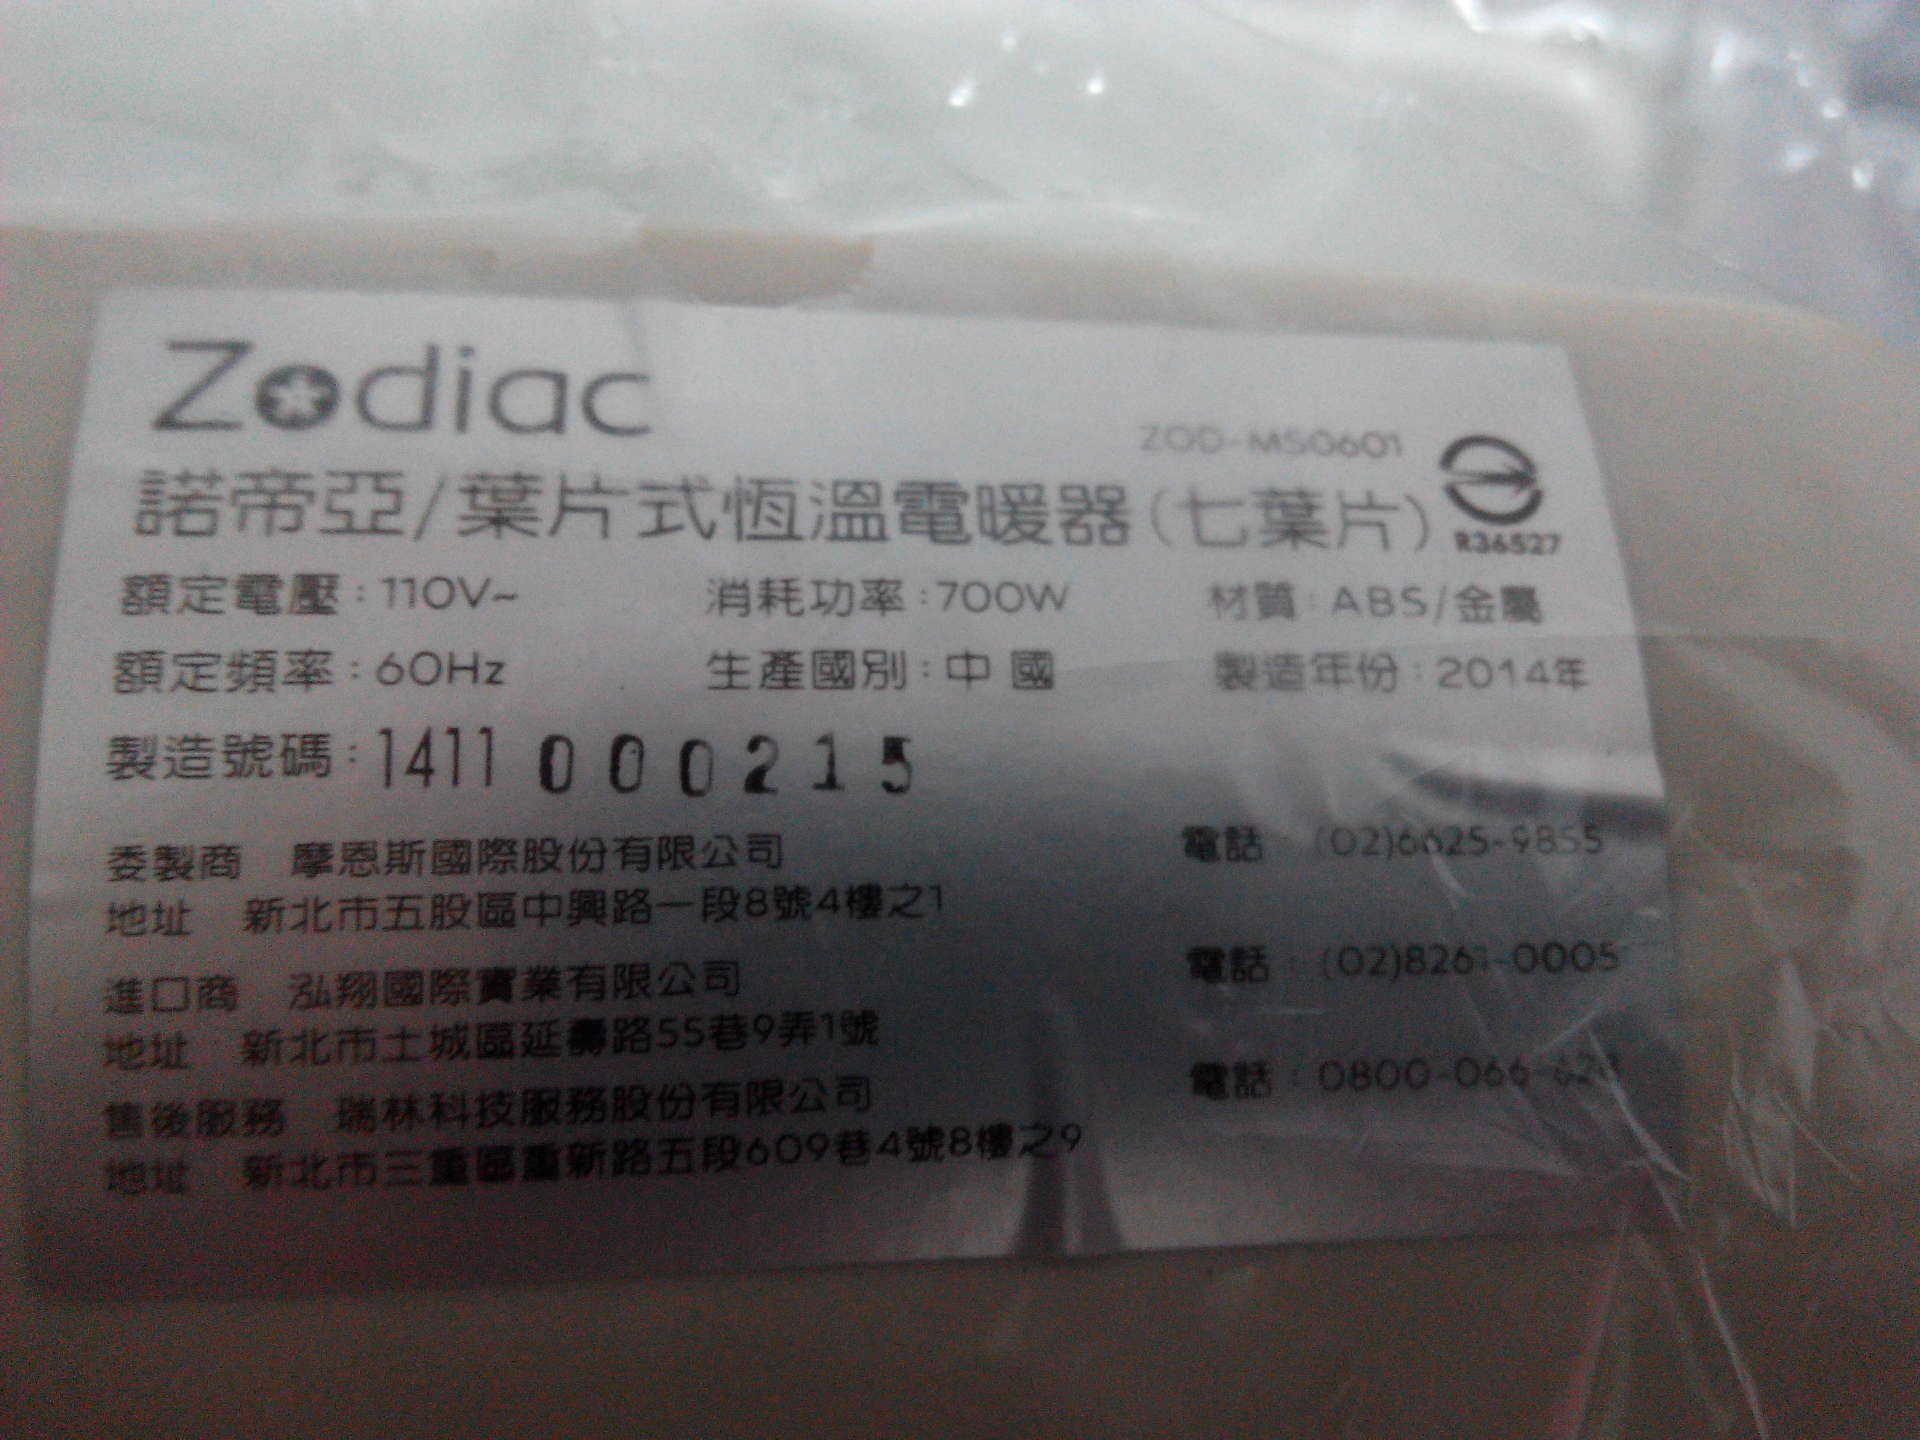 Zodiac
ZOD-MS0601
諾帝亞/葉片式恆溫電暖器(七葉片)
R36527
額定電壓:110V~ 消耗功率:700W 材質:ABS/金屬
額定頻率:60Hz 生產國別:中國 製造年份:2014年
製造號碼:1411 000215
委製商 摩恩斯國際股份有限公司 電話:(02)6625-9855
地址 新北市五股區中興路一段8號4樓之1
進口商 泓翔國際實業有限公司 電話:
地址 新北市土城區延壽路55巷9弄1號
售後服務 瑞林科技服務股份有限公司 電話:
地址 新北市三重區重新路五段609巷4號8樓之9